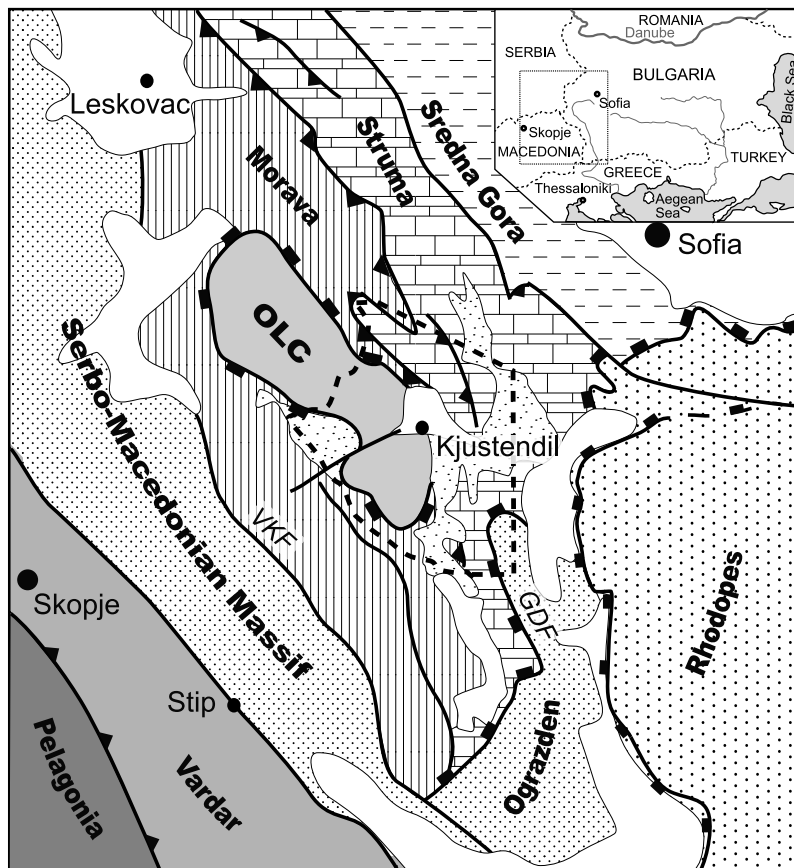 ROMANIA
Danube
SERBIA
BULGARIA
Black Sea
Sofia
Skopje
MACEDONIA
TURKEY
GREECE
Thessaloniki
Aegean
Sea
Leskovac
Struma
Sredna Gora
Morava
Sofia
OLC
Serbo-Macedonian Massif
Kjustendil
VKF
Skopje
GDF
Rhodopes
Stip
Ograzden
Pelagonia
Vardar